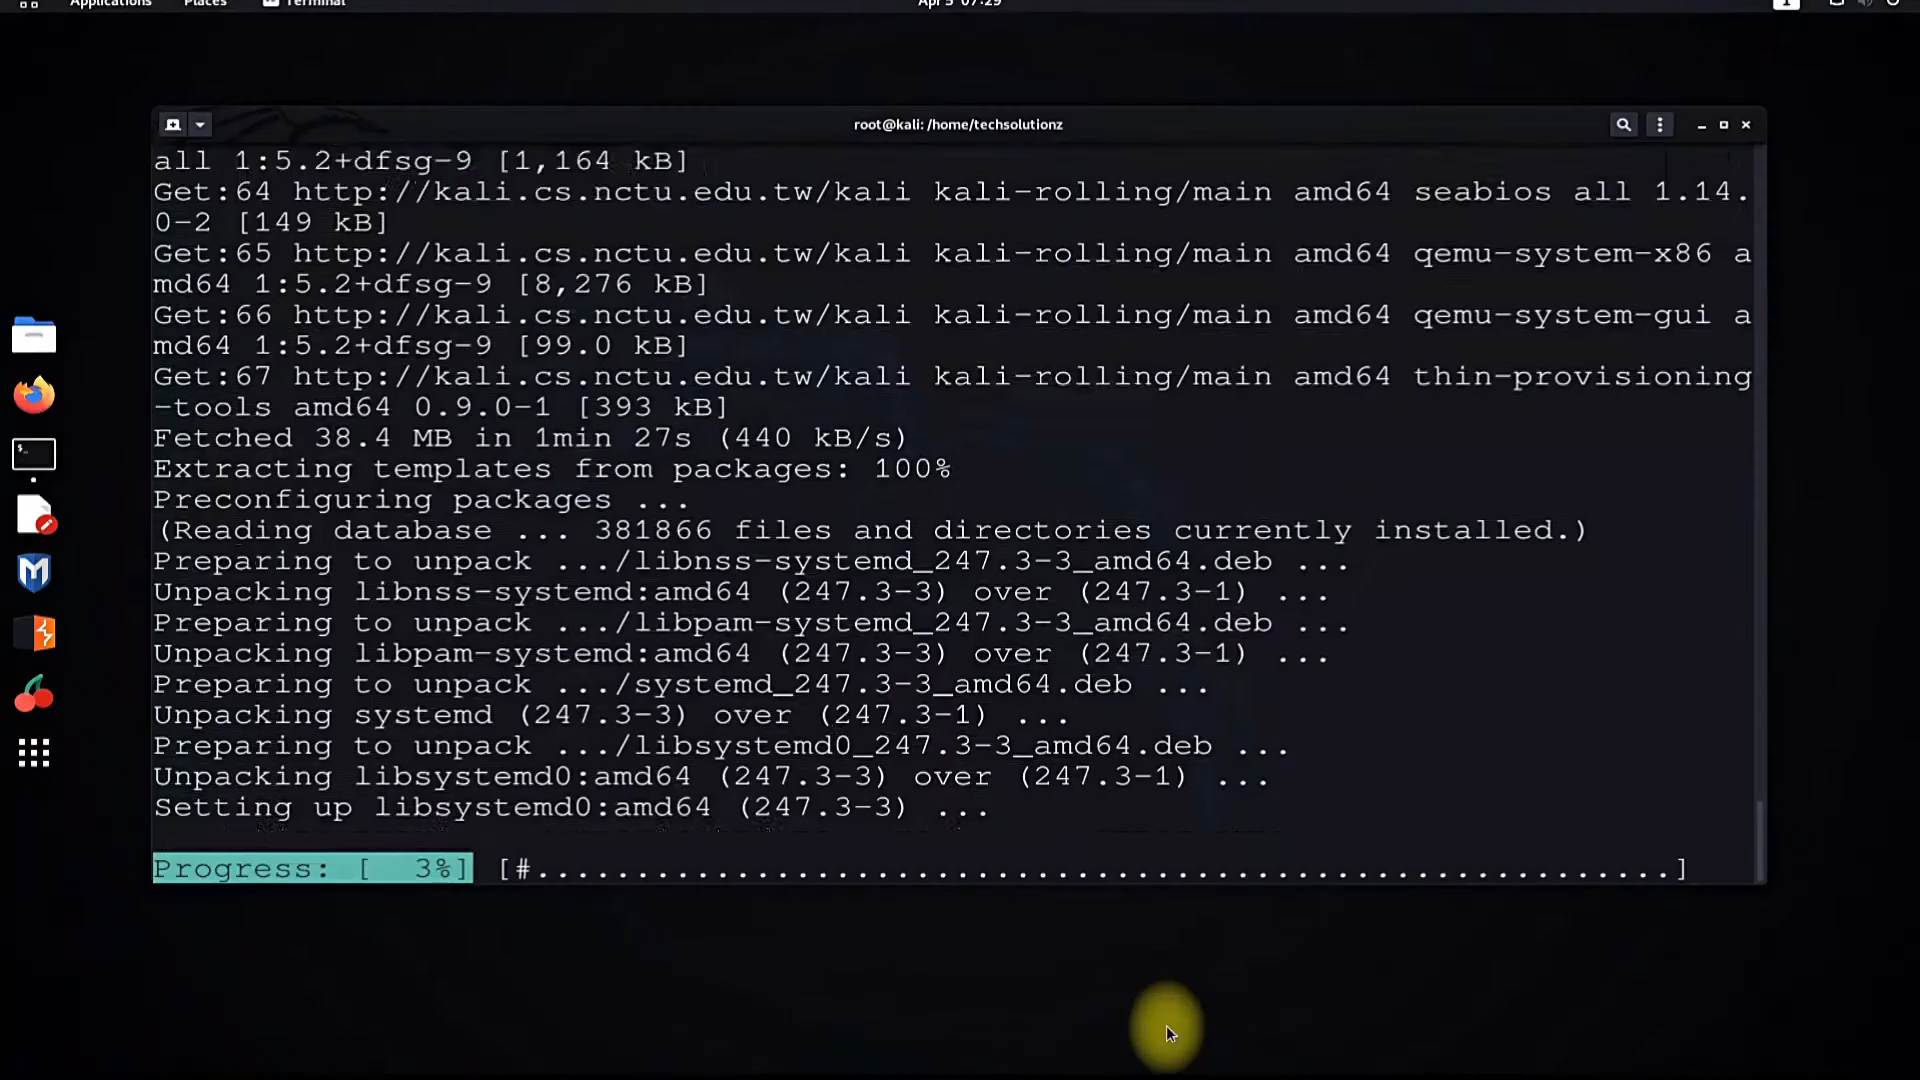 Applications Places Terminal Apr 5 07:29 1
root@kali: /home/techsolutionz
all 1:5.2+dfsg-9 [1,164 kB]
Get:64 http://kali.cs.nctu.edu.tw/kali kali-rolling/main amd64 seabios all 1.14.
0-2 [149 kB]
Get:65 http://kali.cs.nctu.edu.tw/kali kali-rolling/main amd64 qemu-system-x86 a
md64 1:5.2+dfsg-9 [8,276 kB]
Get:66 http://kali.cs.nctu.edu.tw/kali kali-rolling/main amd64 qemu-system-gui a
md64 1:5.2+dfsg-9 [99.0 kB]
Get:67 http://kali.cs.nctu.edu.tw/kali kali-rolling/main amd64 thin-provisioning
-tools amd64 0.9.0-1 [393 kB]
Fetched 38.4 MB in 1min 27s (440 kB/s)
Extracting templates from packages: 100%
Preconfiguring packages ...
(Reading database ... 381866 files and directories currently installed.)
Preparing to unpack .../libnss-systemd_247.3-3_amd64.deb ...
Unpacking libnss-systemd:amd64 (247.3-3) over (247.3-1) ...
Preparing to unpack .../libpam-systemd_247.3-3_amd64.deb ...
Unpacking libpam-systemd:amd64 (247.3-3) over (247.3-1) ...
Preparing to unpack .../systemd_247.3-3_amd64.deb ...
Unpacking systemd (247.3-3) over (247.3-1) ...
Preparing to unpack .../libsystemd0_247.3-3_amd64.deb ...
Unpacking libsystemd0:amd64 (247.3-3) over (247.3-1) ...
Setting up libsystemd0:amd64 (247.3-3) ...
Progress: [  3%] [#.........................................................]